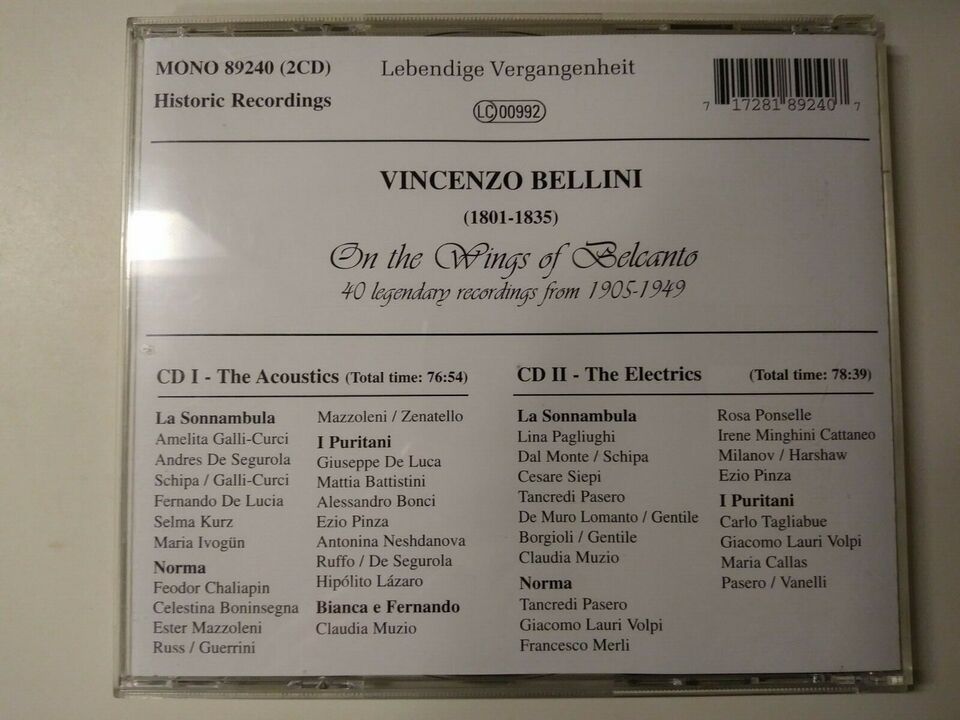 MONO 89240 (2CD)
Lebendige Vergangenheit
Historic Recordings
LC 00992
7 17281 89240 7
VINCENZO BELLINI
(1801-1835)
On the Wings of Belcanto
40 legendary recordings from 1905-1949
CD I - The Acoustics (Total time: 76:54)
La Sonnambula
Amelita Galli-Curci
Andres De Segurola
Schipa / Galli-Curci
Fernando De Lucia
Selma Kurz
Maria Ivogün
Norma
Feodor Chaliapin
Celestina Boninsegna
Ester Mazzoleni
Russ / Guerrini
Mazzoleni / Zenatello
I Puritani
Giuseppe De Luca
Mattia Battistini
Alessandro Bonci
Ezio Pinza
Antonina Neshdanova
Ruffo / De Segurola
Hipólito Lázaro
Bianca e Fernando
Claudia Muzio
CD II - The Electrics (Total time: 78:39)
La Sonnambula
Lina Pagliughi
Dal Monte / Schipa
Cesare Siepi
Tancredi Pasero
De Muro Lomanto / Gentile
Borgioli / Gentile
Claudia Muzio
Norma
Tancredi Pasero
Giacomo Lauri Volpi
Francesco Merli
Rosa Ponselle
Irene Minghini Cattaneo
Milanov / Harshaw
Ezio Pinza
I Puritani
Carlo Tagliabue
Giacomo Lauri Volpi
Maria Callas
Pasero / Vanelli